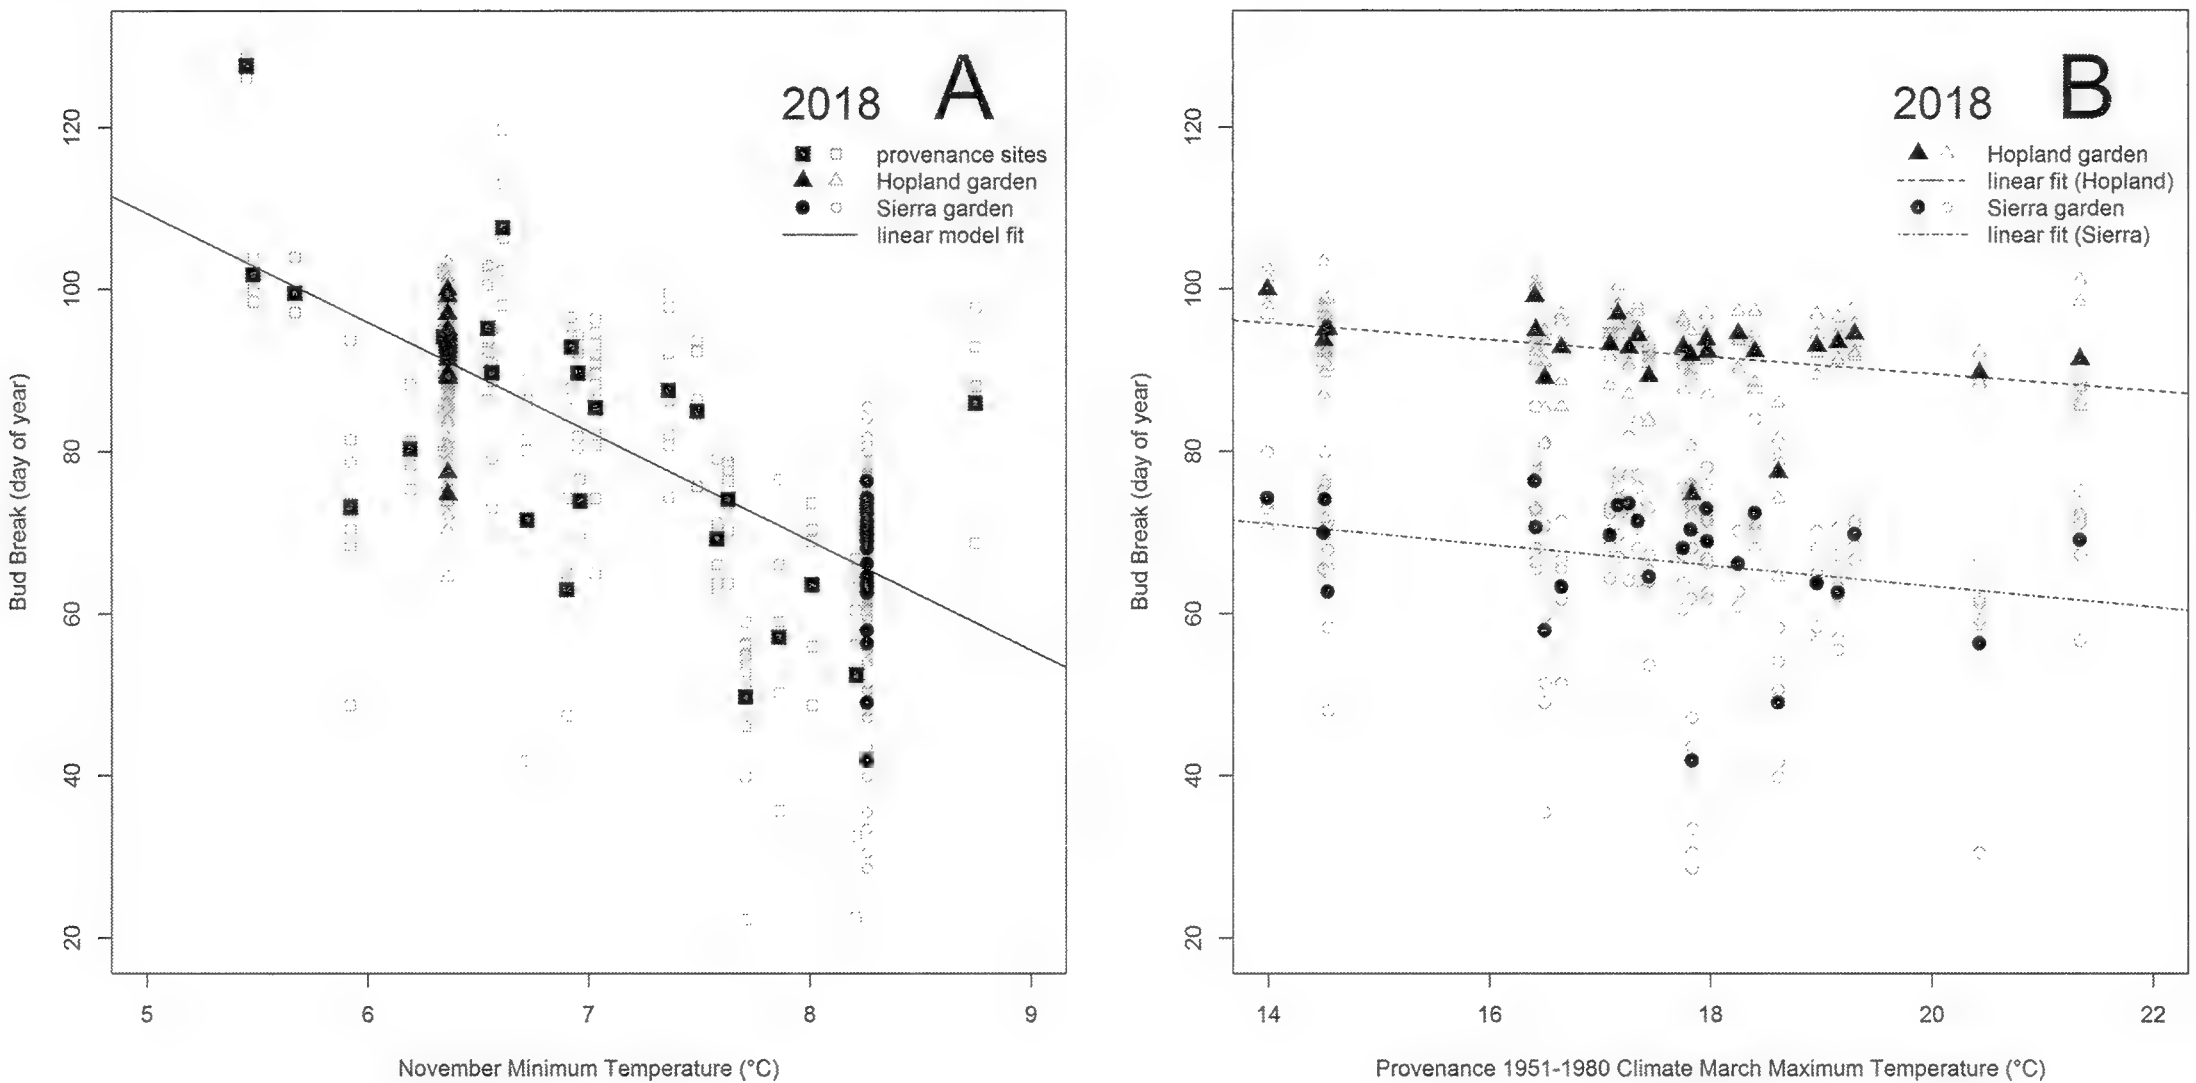 2018 A
provenance sites
Hopland garden
Sierra garden
linear model fit
Bud Break (day of year)
120
100
80
60
40
20
5 6 7 8 9
November Minimum Temperature (°C)
2018 B
Hopland garden
linear fit (Hopland)
Sierra garden
linear fit (Sierra)
Bud Break (day of year)
120
100
80
60
40
20
14 16 18 20 22
Provenance 1951-1980 Climate March Maximum Temperature (°C)